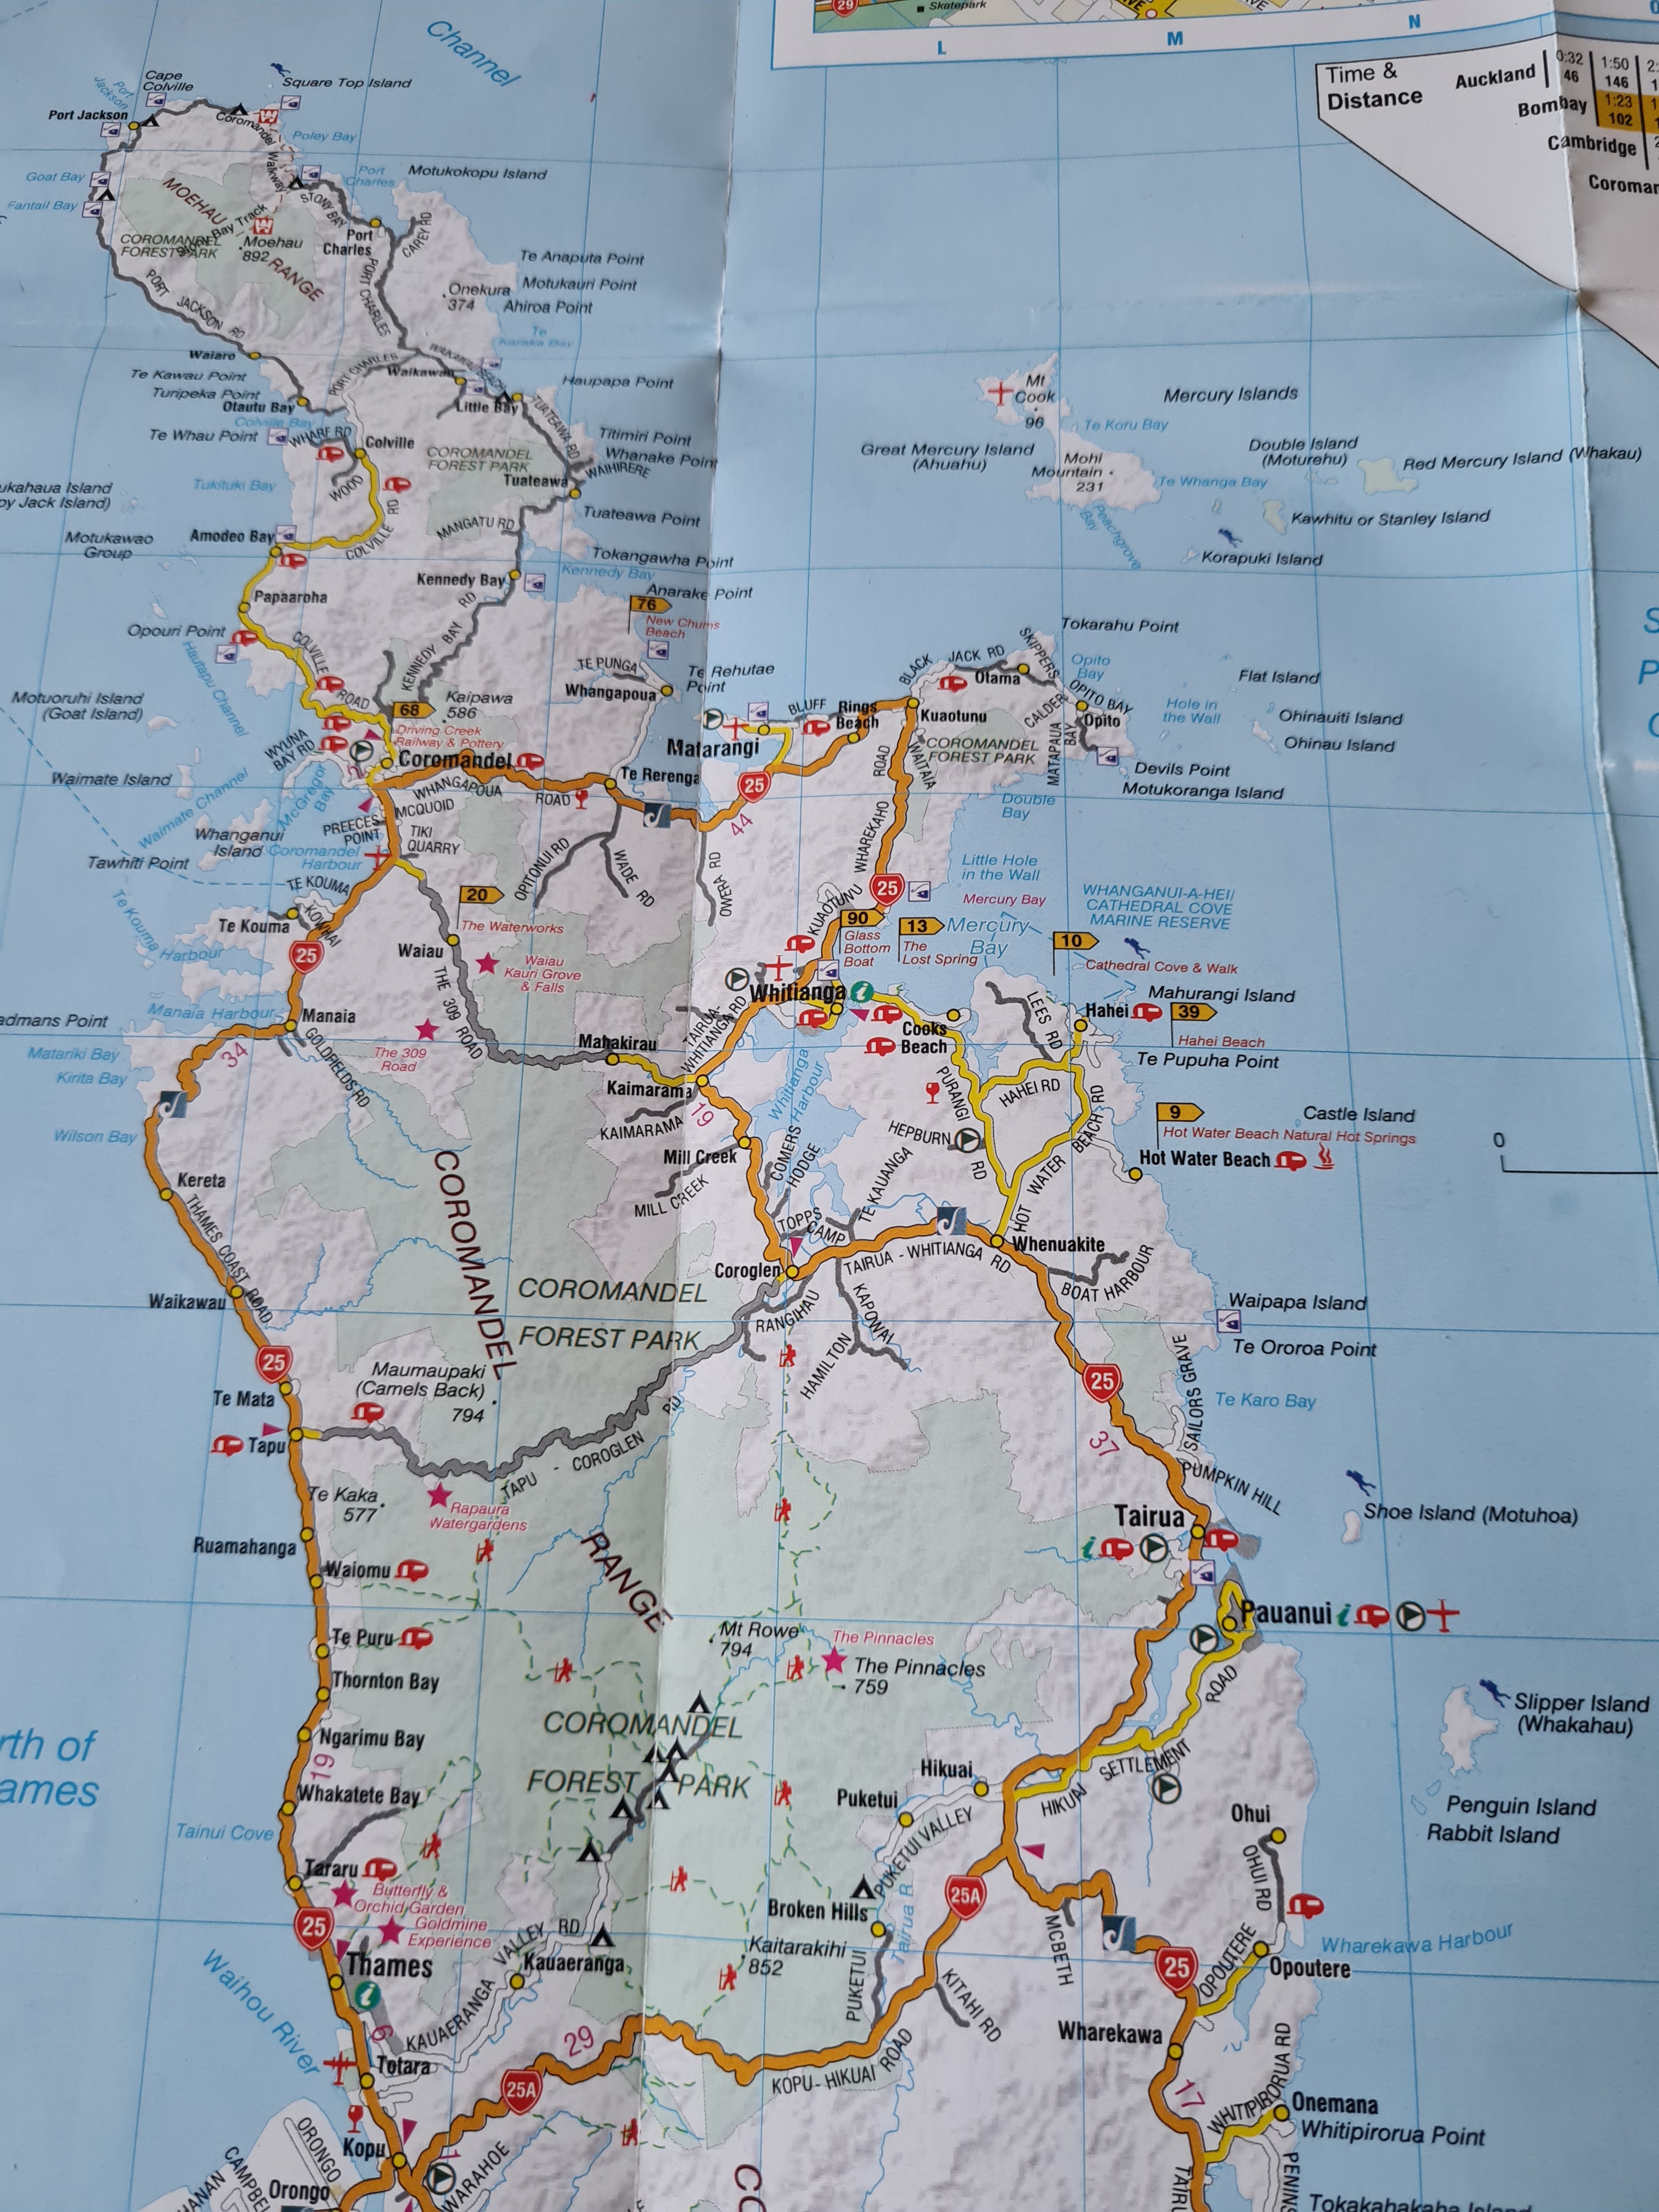 29
Skatepark
VE
VE
L
M
N
Channel
Time &
Distance
Auckland
0:32
46
1:50
146
Bombay
1:23
102
Cambridge
Coroman
Cape
Colville
Port
Jackson
Port Jackson
Square Top Island
Coromandel Walkway
Poley Bay
Goat Bay
Fantail Bay
Port
Charles
Motukokopu Island
MOEHAU
RANGE
STONY BAY
Stony Bay Track
COROMANDEL
FOREST PARK
Moehau
892
Port
Charles
CAREY RD
PORT CHARLES
Te Anaputa Point
Motukauri Point
Ahiroa Point
Onekura
374
PORT JACKSON RD
Te
Karaka Bay
Waiaro
Te Kawau Point
Turipeka Point
Otautu Bay
Colville Bay
Te Whau Point
WHARF RD
PORT CHARLES
Waikawau
Little Bay
Haupapa Point
TUATEAWA RD
Colville
COROMANDEL
FOREST PARK
Titimiri Point
Whanake Point
WAIHIRERE
Tuateawa
Tuateawa Point
Tukituki Bay
WOOD
COLVILLE RD
ukahaua Island
py Jack Island)
Motukawao
Group
Amodeo Bay
MANGATU RD
Tokangawha Point
Kennedy Bay
Kennedy Bay
Anarake Point
Papaaroha
76
New Chums
Beach
Opouri Point
Hautapu Channel
COLVILLE ROAD
KENNEDY BAY RD
TE PUNGA
Whangapoua
Te Rehutae
Point
Motuoruhi Island
(Goat Island)
68
Kaipawa
586
Driving Creek
Railway & Pottery
WYUNA
BAY RD
Coromandel
McGregor
Bay
Waimate Island
Waimate Channel
Whanganui
Island
Tawhiti Point
WHANGAPOUA
ROAD
MCQUOID
PREECES
POINT
TIKI
QUARRY
Coromandel
Harbour
Te Rerenga
Matarangi
BLUFF
Rings
Beach
BLACK
JACK RD
Kuaotunu
25
44
OPITONUI RD
WADE RD
OWERA RD
Mt
Cook
96
Mercury Islands
Te Koru Bay
Great Mercury Island
(Ahuahu)
Mohi
Mountain
231
Double Island
(Moturehu)
Red Mercury Island (Whakau)
Te Whanga Bay
Peachgrove
Bay
Kawhitu or Stanley Island
Korapuki Island
Tokarahu Point
SKIPPERS
Opito
Bay
Otama
OPITO BAY
CALDER
Opito
MATAPAUA
BAY
Flat Island
Hole in
the Wall
Ohinauiti Island
Ohinau Island
Devils Point
Motukoranga Island
COROMANDEL
FOREST PARK
WAITAIA
KUAOTUNU WHAREKAHO ROAD
Double
Bay
Little Hole
in the Wall
Mercury Bay
Mercury
Bay
25
WHANGANUI-A-HEI/
CATHEDRAL COVE
MARINE RESERVE
90
Glass
Bottom
Boat
13
The
Lost Spring
10
Cathedral Cove & Walk
Mahurangi Island
TE KOUMA
KOWHAI
Te Kouma
Te Kouma
Harbour
25
20
The Waterworks
Waiau
Waiau
Kauri Grove
& Falls
THE 309 ROAD
The 309
Road
Manaia Harbour
Manaia
GOLDFIELDS RD
34
admans Point
Matariki Bay
Kirita Bay
Wilson Bay
Whitianga
TAIRUA-
WHITIANGA RD
Mahakirau
Kaimarama
KAIMARAMA
19
Whitianga
Harbour
Cooks
Beach
LEES RD
Hahei
39
Hahei Beach
Te Pupuha Point
PURANGI
RD
HAHEI RD
HEPBURN
HOT WATER BEACH RD
9
Castle Island
Hot Water Beach Natural Hot Springs
Hot Water Beach
0
Mill Creek
MILL CREEK
COMERS
HODGE
TE KAUANGA
TOPPS
CAMP
Coroglen
TAIRUA - WHITIANGA RD
Whenuakite
BOAT HARBOUR
RANGIHAU
KAPOWAI
HAMILTON
Kereta
THAMES COAST ROAD
Waikawau
COROMANDEL
RANGE
COROMANDEL
FOREST PARK
Waipapa Island
Te Ororoa Point
SAILORS GRAVE
Te Karo Bay
25
Te Mata
Tapu
Maumaupaki
(Camels Back)
794
TAPU - COROGLEN RD
Te Kaka
577
Rapaura
Watergardens
25
37
PUMPKIN HILL
Tairua
Shoe Island (Motuhoa)
Ruamahanga
Waiomu
Te Puru
Thornton Bay
Ngarimu Bay
19
Whakatete Bay
Tainui Cove
rth of
ames
Mt Rowe
794
The Pinnacles
The Pinnacles
759
COROMANDEL
FOREST PARK
Pauanui
ROAD
SETTLEMENT
HIKUAI
Slipper Island
(Whakahau)
Penguin Island
Rabbit Island
Hikuai
Puketui
PUKETUI VALLEY
Ohui
OHUI RD
Tararu
Butterfly &
Orchid Garden
Goldmine
Experience
25
Thames
Waihou River
6
KAUAERANGA VALLEY RD
Kauaeranga
Broken Hills
Tairua R
Kaitarakihi
852
PUKETUI
25A
KITAHI RD
MCBETH
25
OPOUTERE
Opoutere
Wharekawa Harbour
Wharekawa
Totara
29
25A
KOPU-HIKUAI ROAD
17
WHITIPIRORUA RD
Onemana
Whitipirorua Point
Kopu
ORONGO
Orongo
WARAHOE
CAMPBEL
HANAN
TAIRU
PENINS
Tokakahakaha Island
CO